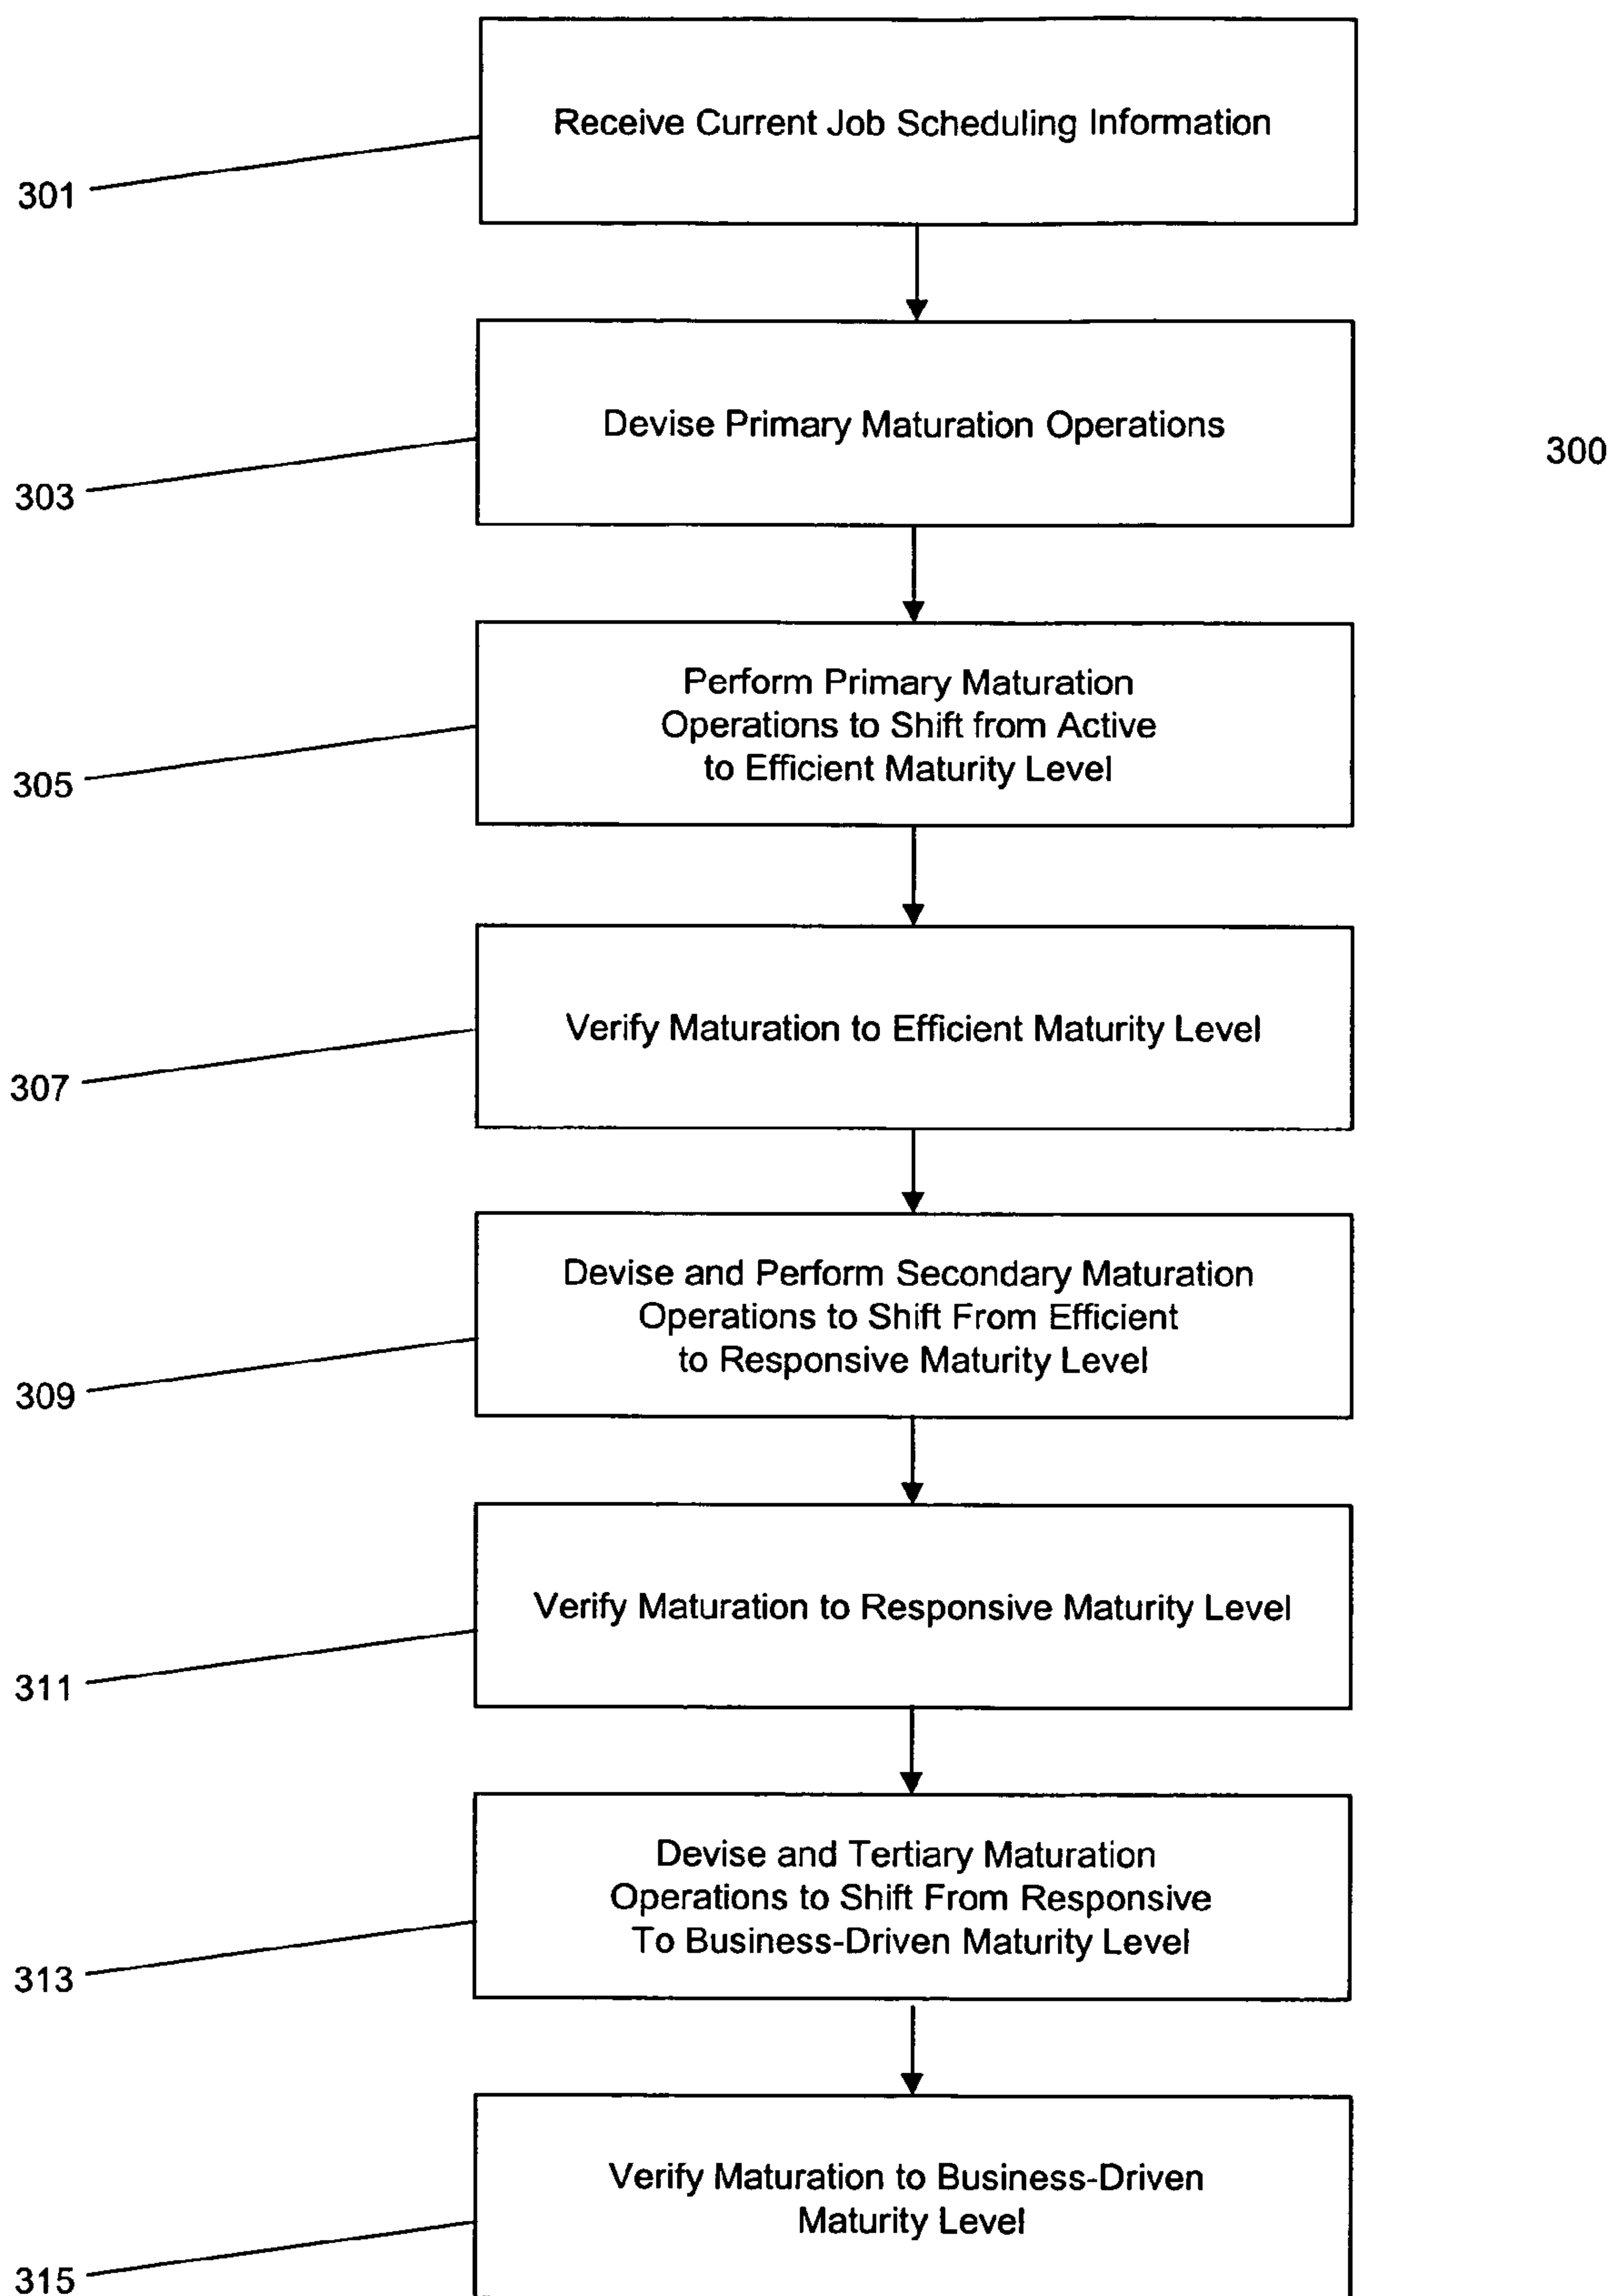 Receive Current Job Scheduling Information
301
Devise Primary Maturation Operations
300
303
Perform Primary Maturation
Operations to Shift from Active
to Efficient Maturity Level
305
Verify Maturation to Efficient Maturity Level
307
Devise and Perform Secondary Maturation
Operations to Shift From Efficient
to Responsive Maturity Level
309
Verify Maturation to Responsive Maturity Level
311
Devise and Tertiary Maturation
Operations to Shift From Responsive
To Business-Driven Maturity Level
313
Verify Maturation to Business-Driven
Maturity Level
315